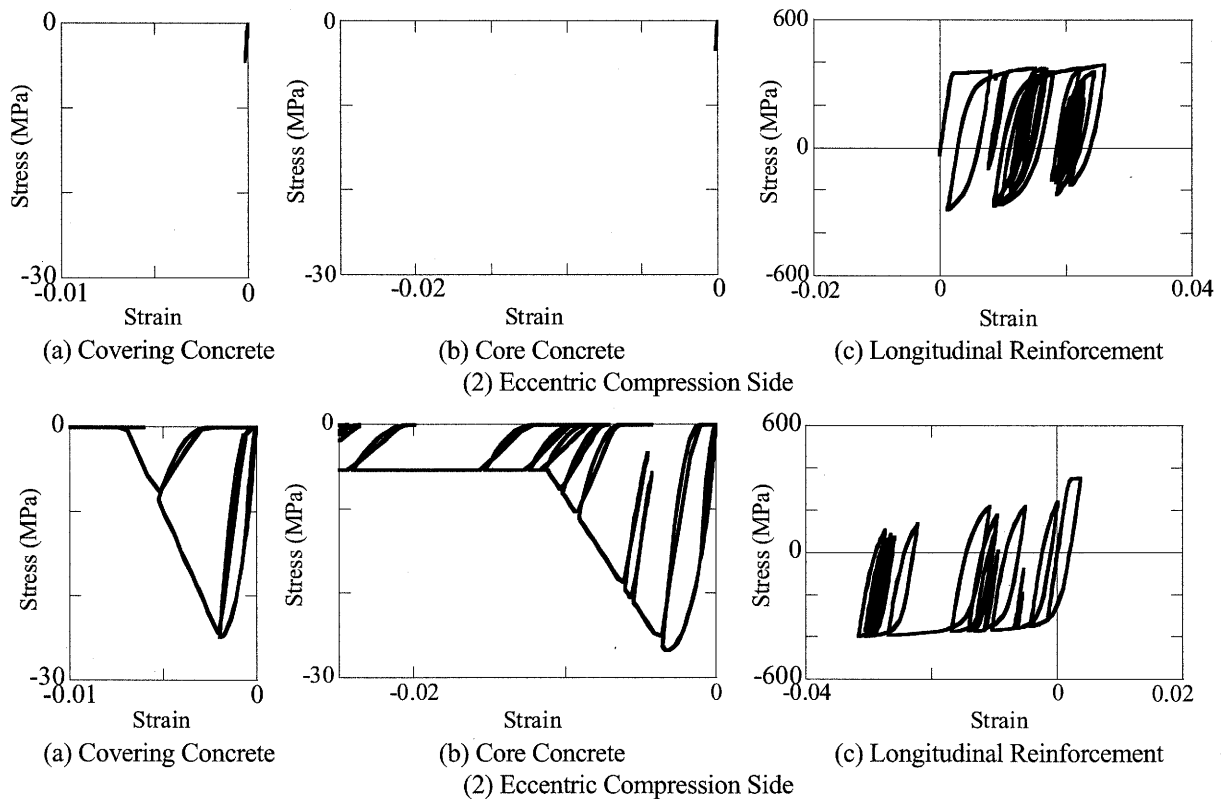 0
-30
-0.01
0
Stress (MPa)
Strain
(a) Covering Concrete
0
-30
-0.02
0
Stress (MPa)
Strain
(b) Core Concrete
600
0
-600
-0.02
0
0.04
Stress (MPa)
Strain
(c) Longitudinal Reinforcement
(2) Eccentric Compression Side
0
-30
-0.01
0
Stress (MPa)
Strain
(a) Covering Concrete
0
-30
-0.02
0
Stress (MPa)
Strain
(b) Core Concrete
600
0
-600
-0.04
0
0.02
Stress (MPa)
Strain
(c) Longitudinal Reinforcement
(2) Eccentric Compression Side